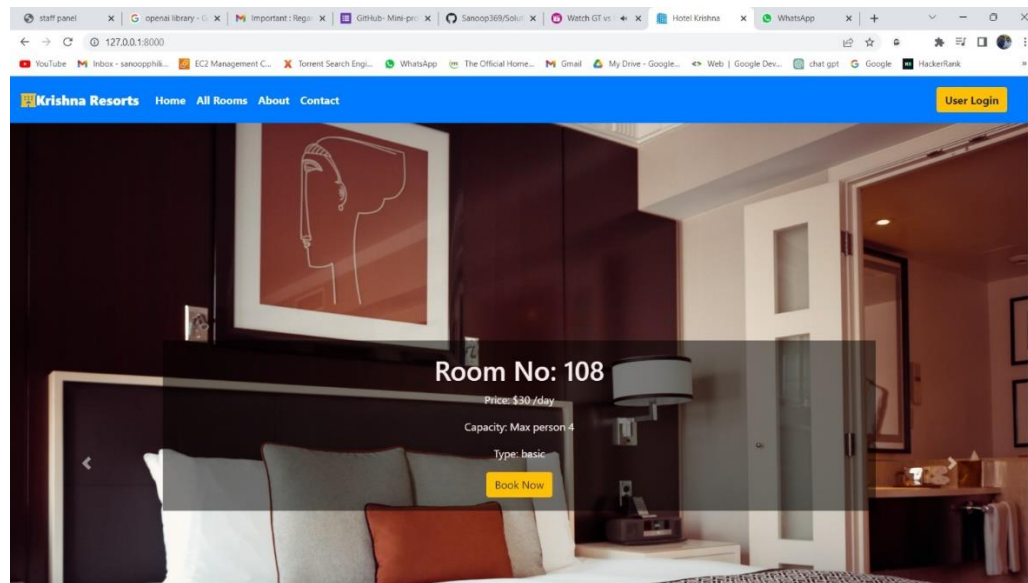 staff panel
openai library - G
Important : Rega
GitHub- Mini-pro
Sanoop369/Solut
Watch GT vs
Hotel Krishna
WhatsApp
127.0.0.1:8000
YouTube
Inbox - sanoopphili...
EC2 Management C...
Torrent Search Engi...
WhatsApp
The Official Home...
Gmail
My Drive - Google...
Web | Google Dev...
chat gpt
Google
HackerRank
Krishna Resorts Home All Rooms About Contact
User Login
Room No: 108
Price: $30 /day
Capacity: Max person 4
Type: basic
Book Now